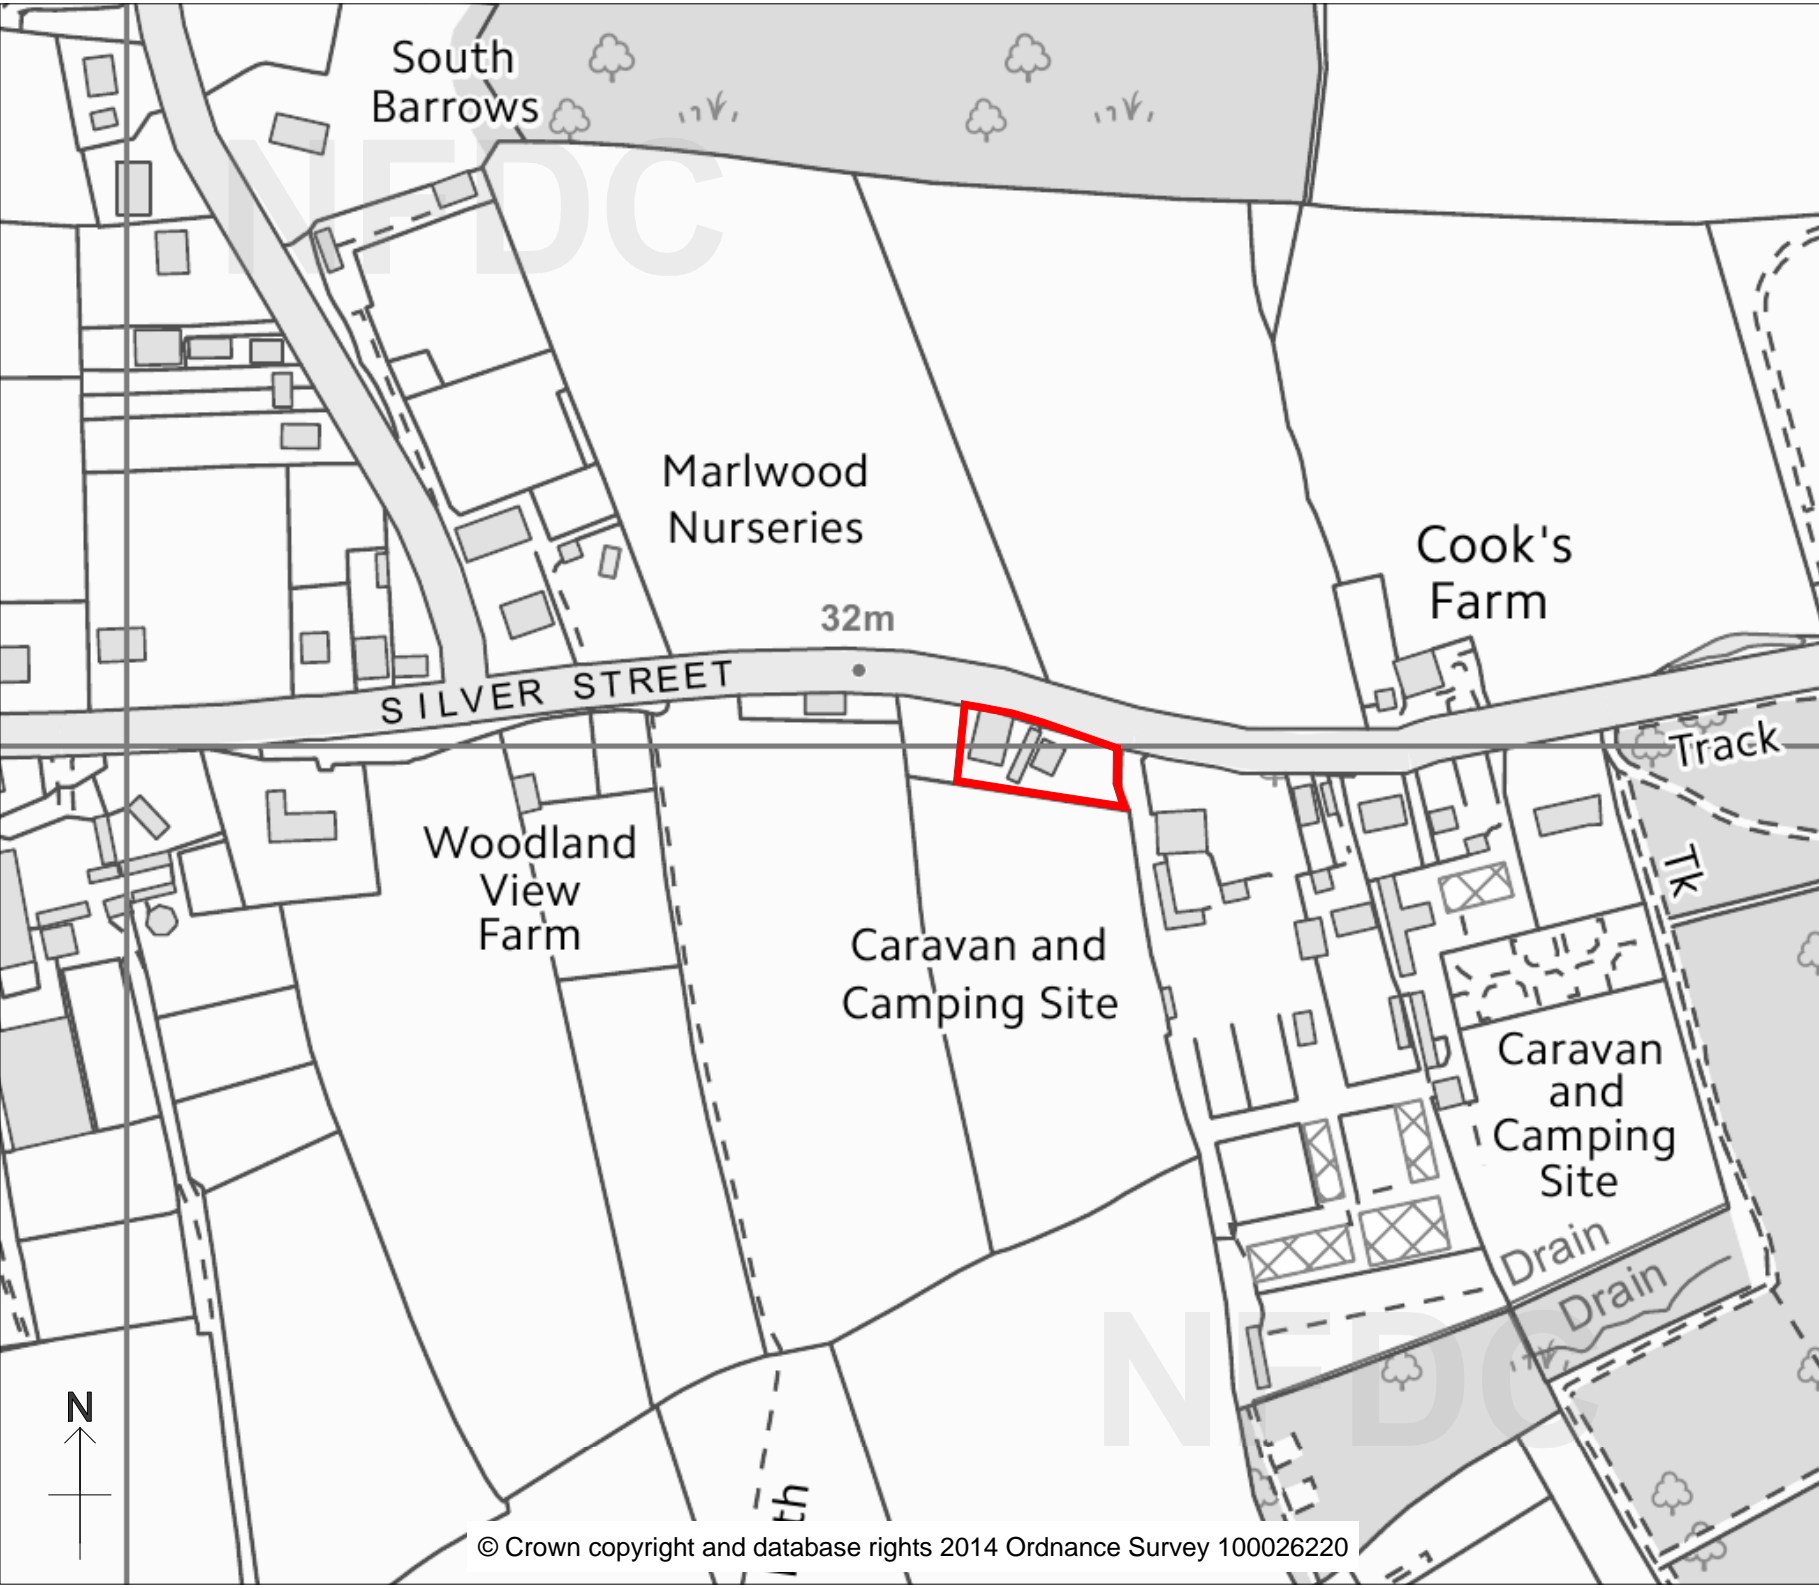 South
Barrows
NFDC
Marlwood
Nurseries
Cook's
Farm
32m
SILVER STREET
Track
Tk
Woodland
View
Farm
Caravan and
Camping Site
Caravan
and
Camping
Site
Drain
Drain
NFDC
N
© Crown copyright and database rights 2014 Ordnance Survey 100026220